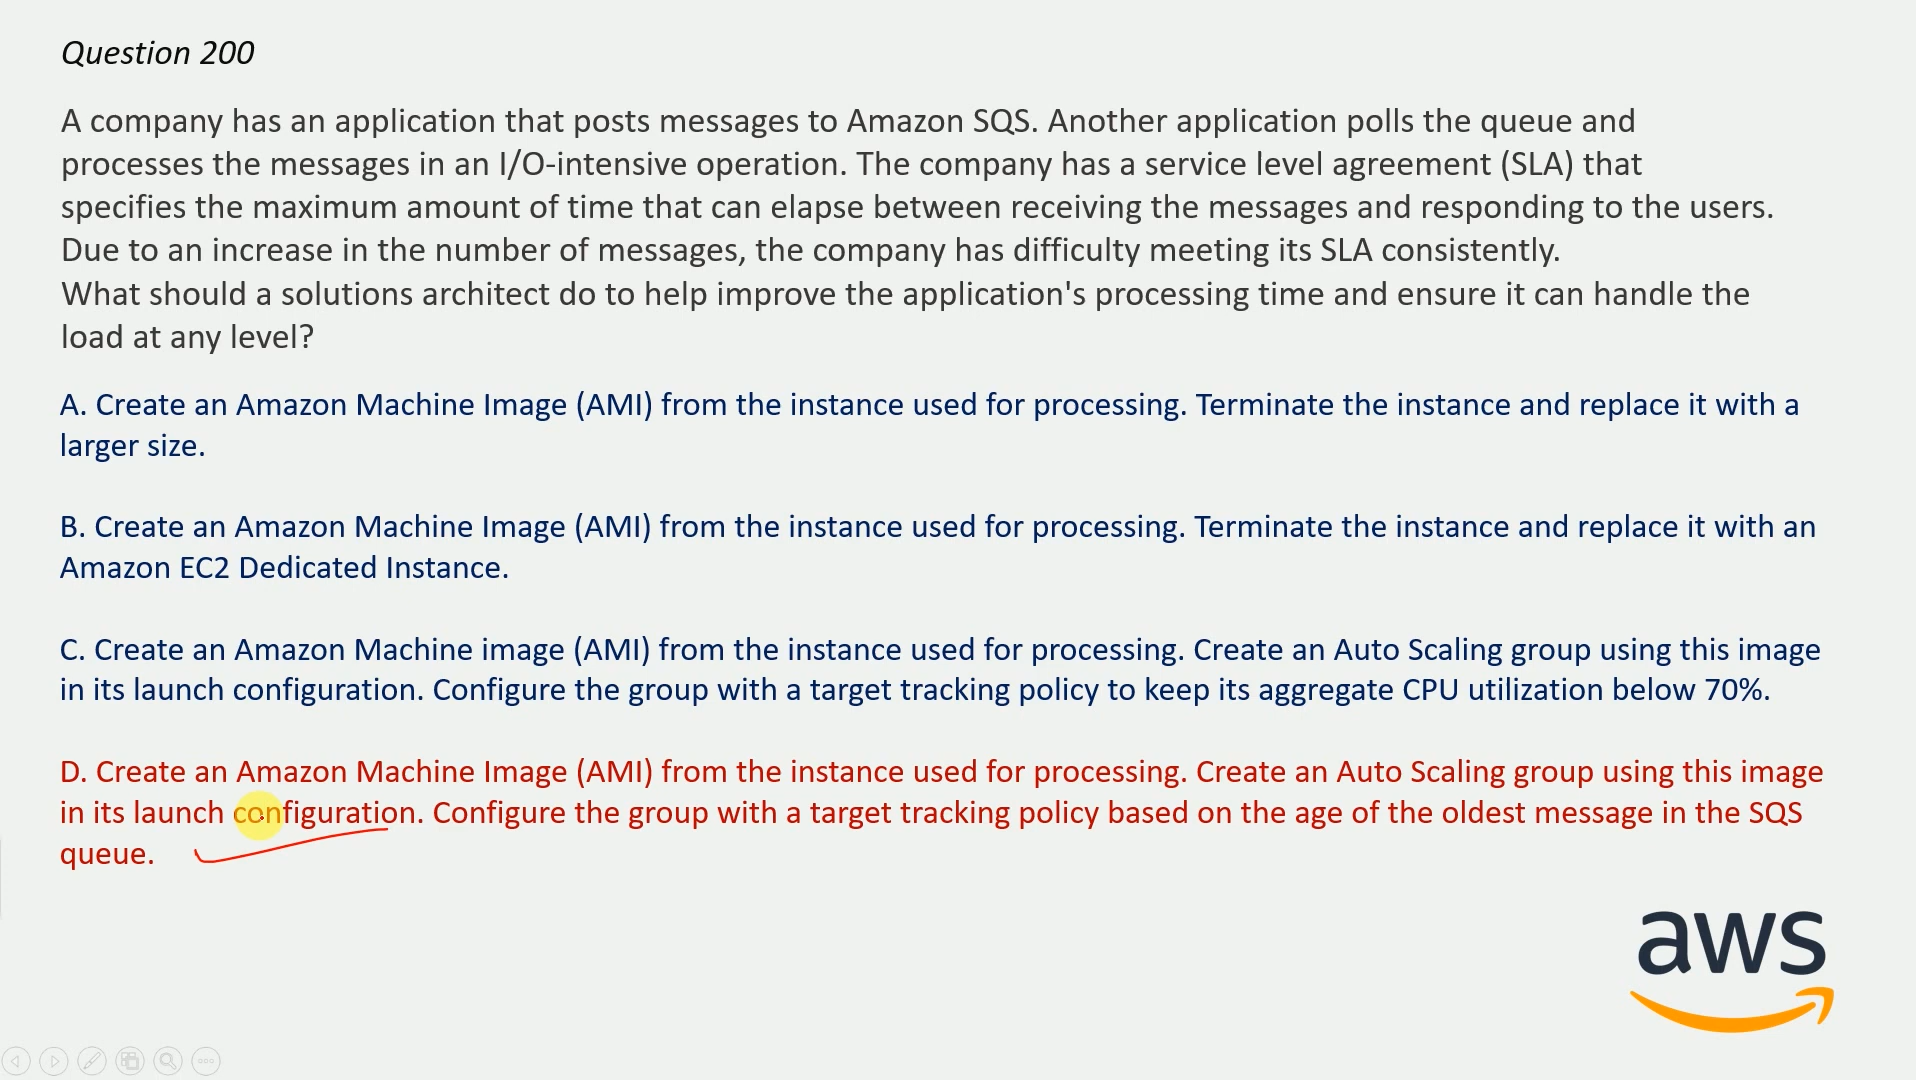 Question 200
A company has an application that posts messages to Amazon SQS. Another application polls the queue and
processes the messages in an I/O-intensive operation. The company has a service level agreement (SLA) that
specifies the maximum amount of time that can elapse between receiving the messages and responding to the users.
Due to an increase in the number of messages, the company has difficulty meeting its SLA consistently.
What should a solutions architect do to help improve the application's processing time and ensure it can handle the
load at any level?
A. Create an Amazon Machine Image (AMI) from the instance used for processing. Terminate the instance and replace it with a
larger size.
B. Create an Amazon Machine Image (AMI) from the instance used for processing. Terminate the instance and replace it with an
Amazon EC2 Dedicated Instance.
C. Create an Amazon Machine image (AMI) from the instance used for processing. Create an Auto Scaling group using this image
in its launch configuration. Configure the group with a target tracking policy to keep its aggregate CPU utilization below 70%.
D. Create an Amazon Machine Image (AMI) from the instance used for processing. Create an Auto Scaling group using this image
in its launch configuration. Configure the group with a target tracking policy based on the age of the oldest message in the SQS
queue.
aws